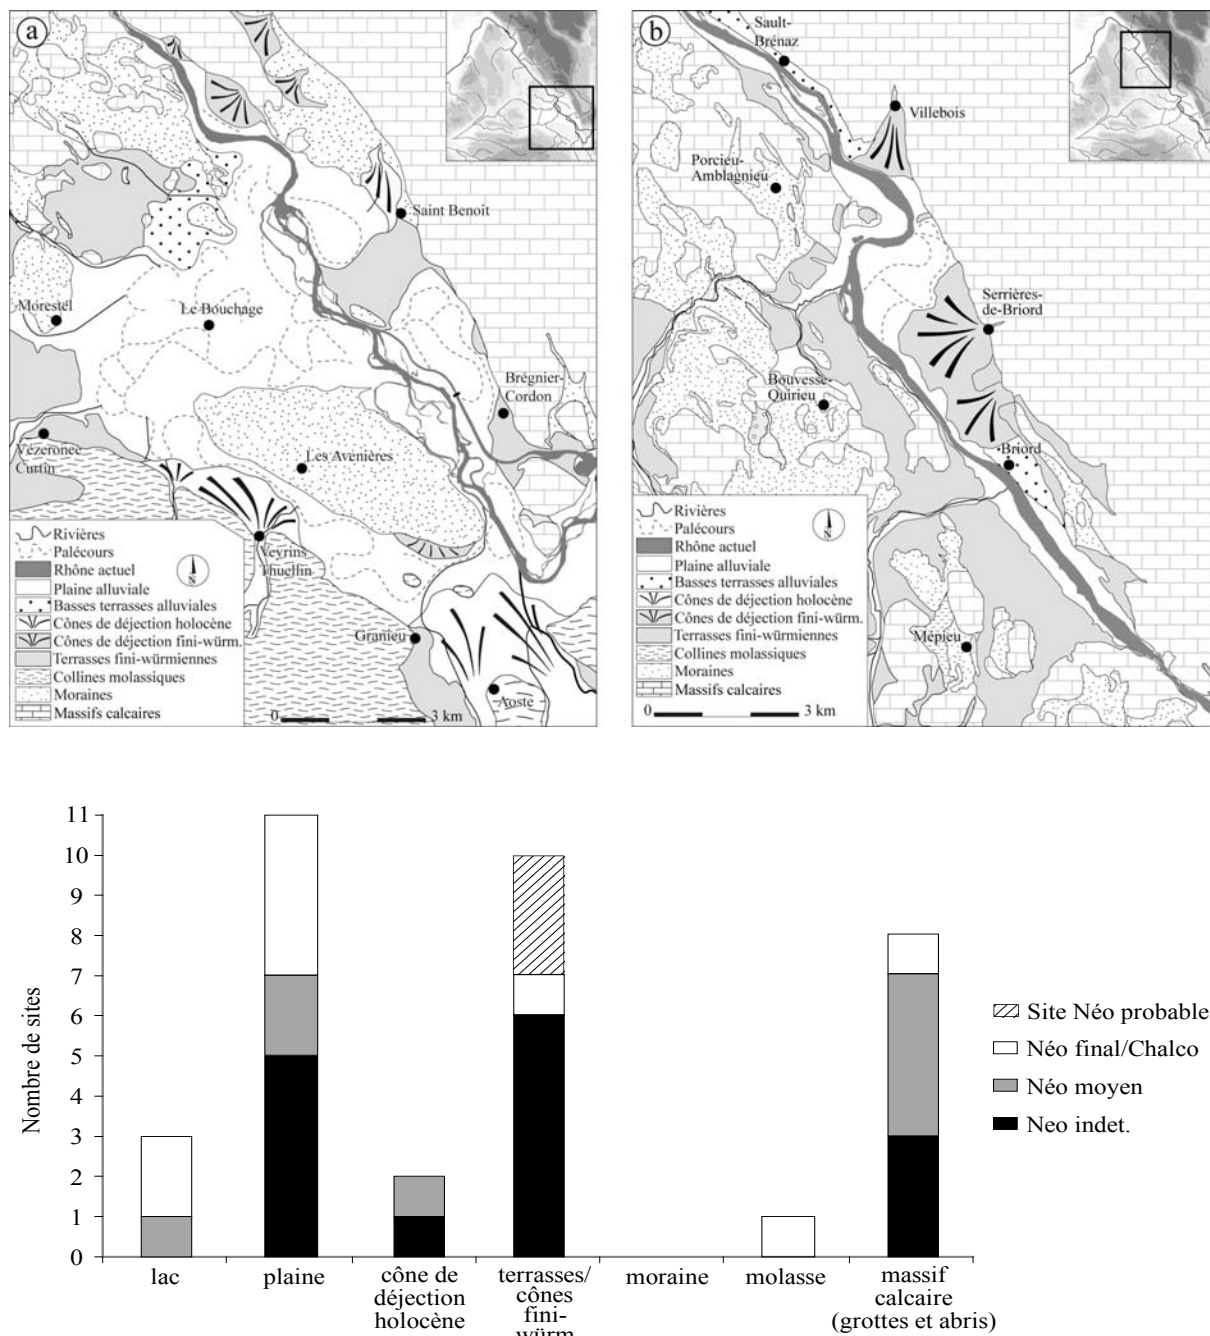 a
Saint Benoit
Morestel
Le Bouchage
Brégnier-
Cordon
Vézeronce
Curtin
Les Avenières
Veyrins
Thuellin
Granieu
Aoste
Rivières
Palécours
Rhône actuel
Plaine alluviale
Basses terrasses alluviales
Cônes de déjection holocène
Cônes de déjection fini-würm.
Terrasses fini-würmiennes
Collines molassiques
Moraines
Massifs calcaires
N
0 3 km
b
Sault-
Brénaz
Villebois
Porcieu-
Amblagnieu
Serrières-
de-Briord
Bouvesse-
Quirieu
Briord
Mépieu
Rivières
Palécours
Rhône actuel
Plaine alluviale
Basses terrasses alluviales
Cônes de déjection holocène
Cônes de déjection fini-würm.
Terrasses fini-würmiennes
Collines molassiques
Moraines
Massifs calcaires
N
0 3 km
Nombre de sites
11
10
9
8
7
6
5
4
3
2
1
0
lac
plaine
cône de
déjection
holocène
terrasses/
cônes
fini-
würm
moraine
molasse
massif
calcaire
(grottes et abris)
Site Néo probable
Néo final/Chalco
Néo moyen
Neo indet.